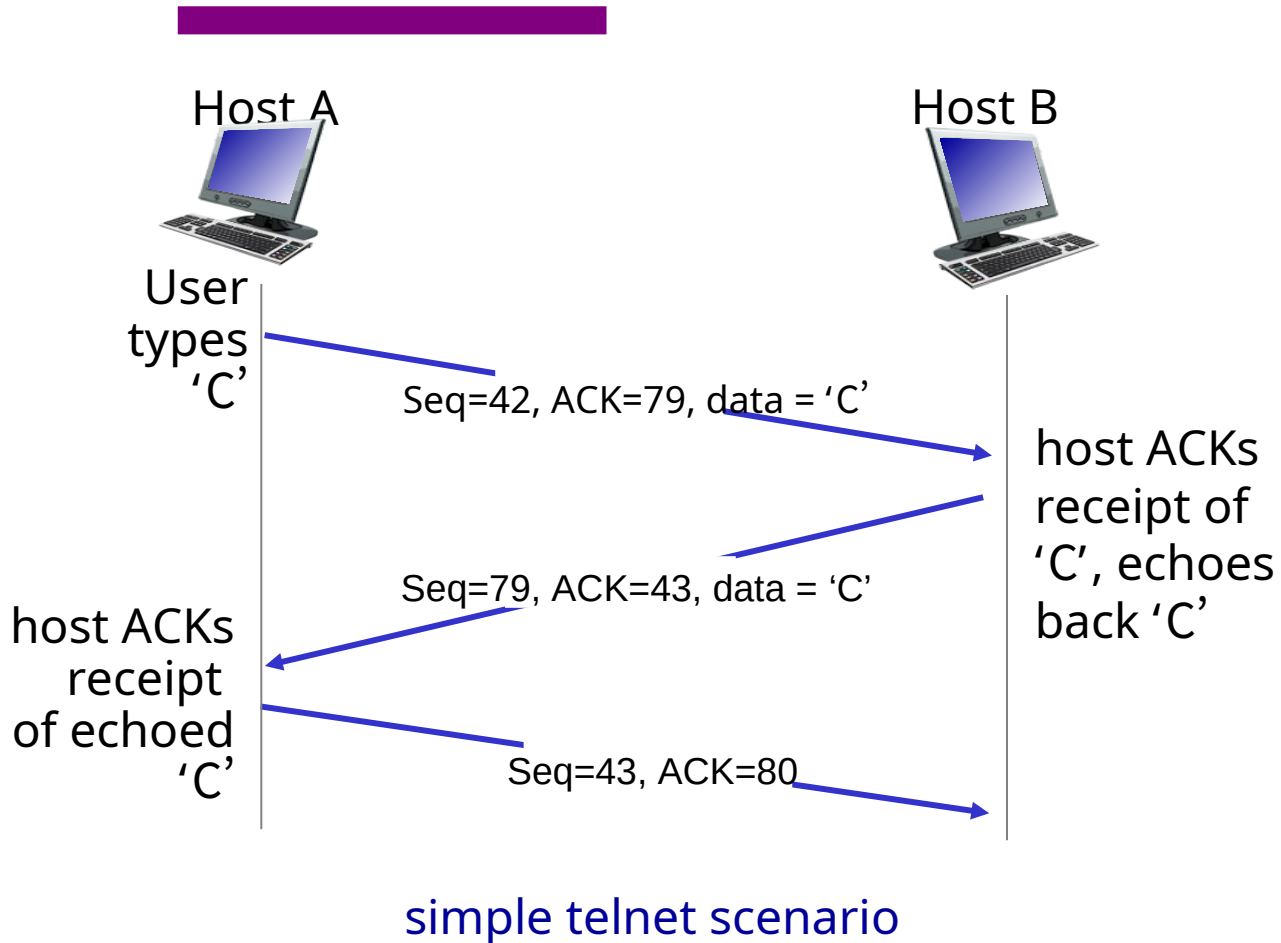 Host A
Host B
User
types
‘C’
Seq=42, ACK=79, data = ‘C’
host ACKs
receipt of
‘C’, echoes
back ‘C’
Seq=79, ACK=43, data = ‘C’
host ACKs
receipt
of echoed
‘C’
Seq=43, ACK=80
simple telnet scenario